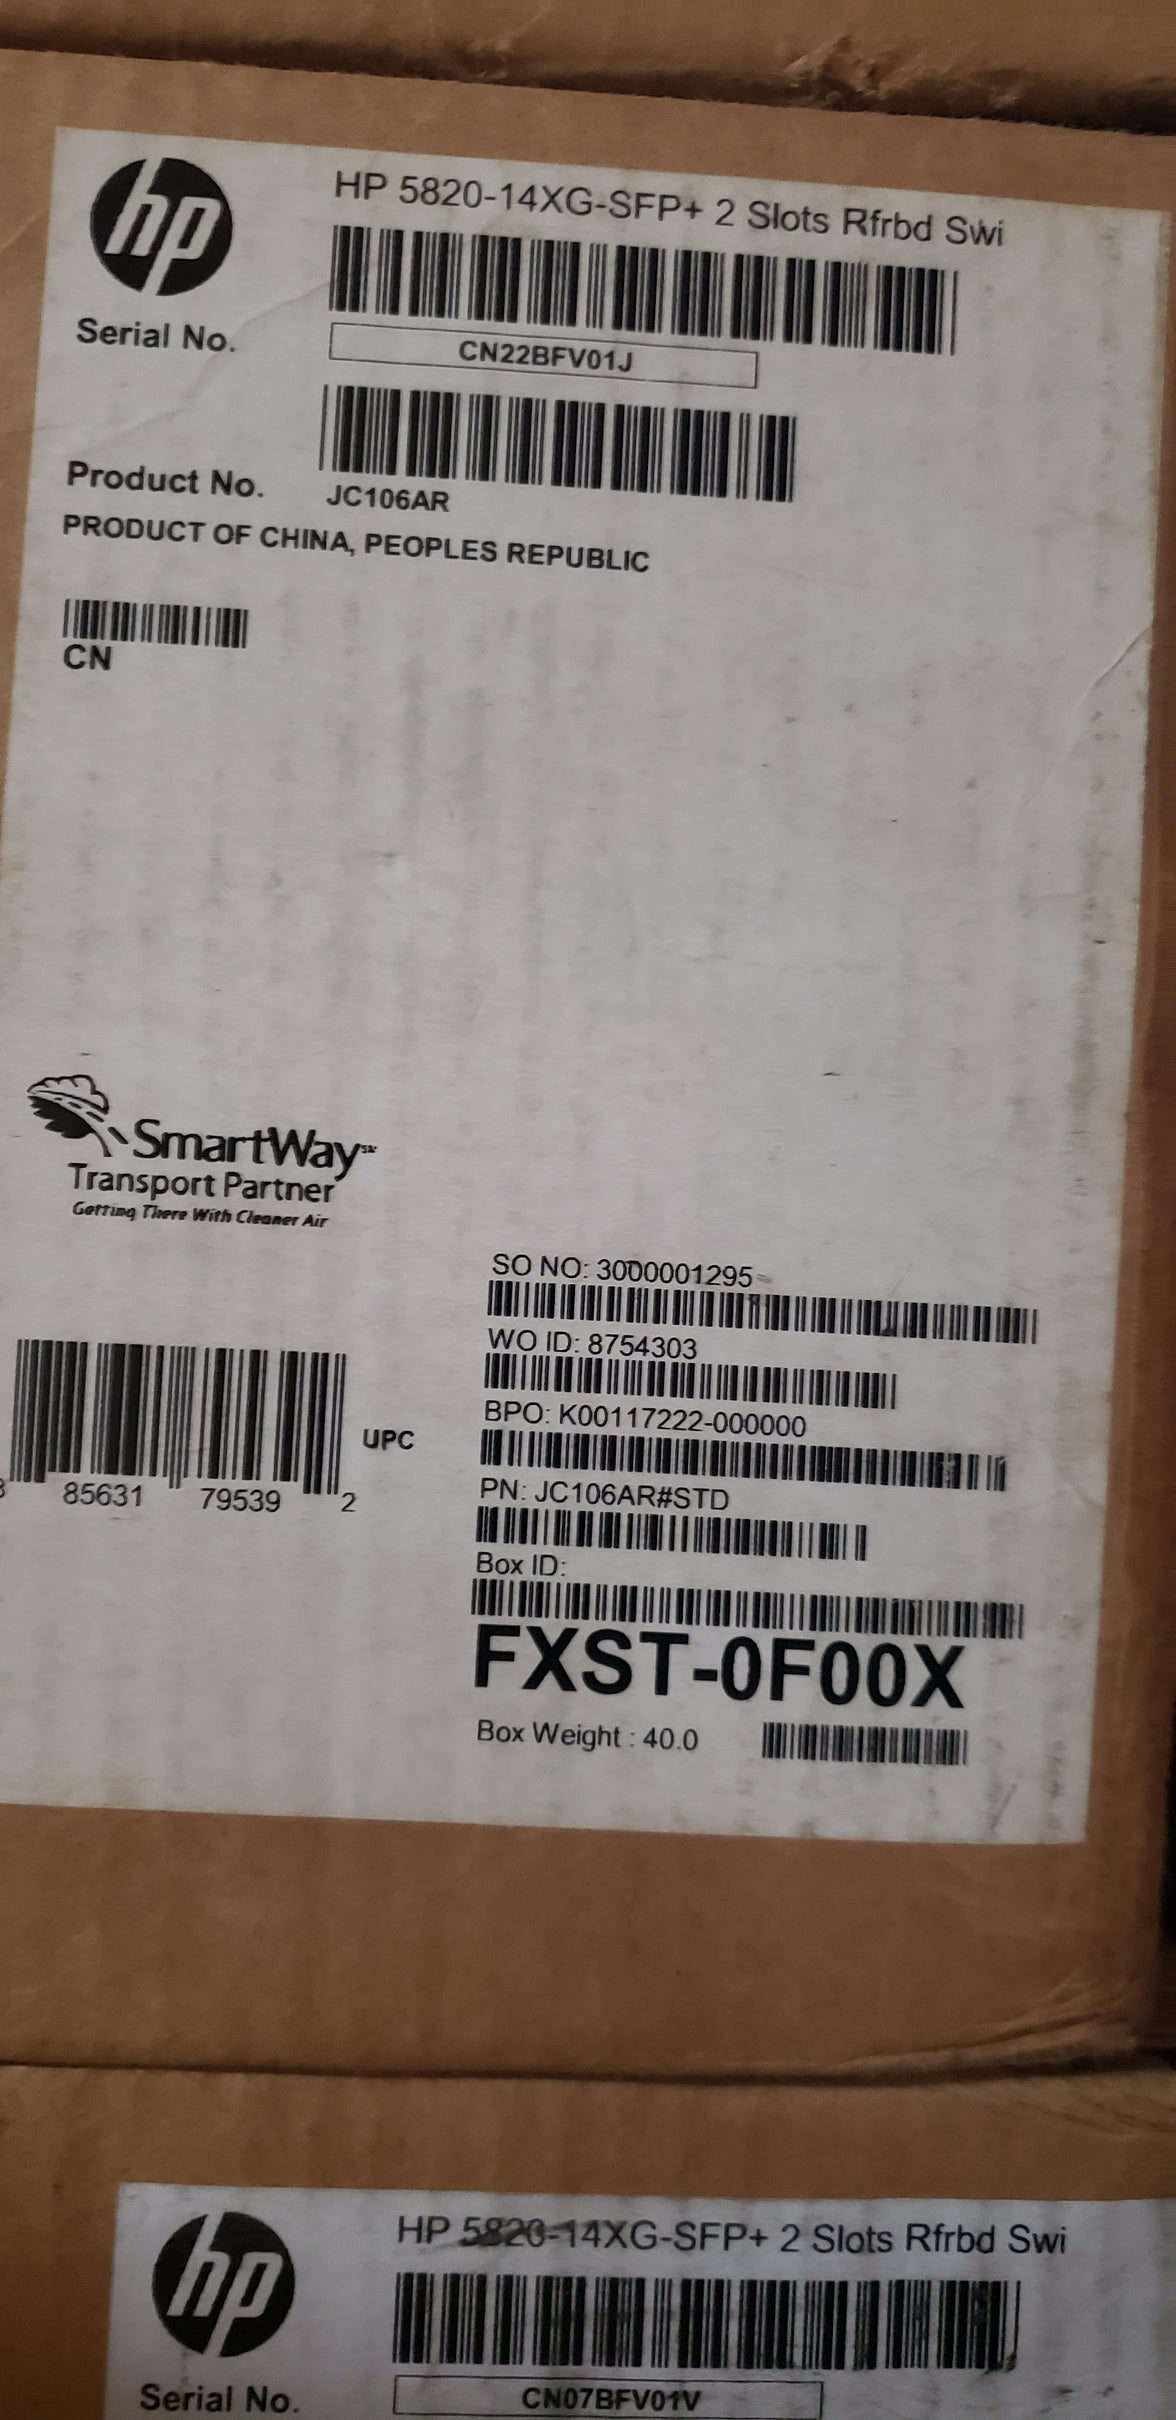 hp
HP 5820-14XG-SFP+ 2 Slots Rfrbd Swi
Serial No.
CN22BFV01J
Product No.
JC106AR
PRODUCT OF CHINA, PEOPLES REPUBLIC
CN
SmartWay℠
Transport Partner
Getting There With Cleaner Air
SO NO: 3000001295
WO ID: 8754303
BPO: K00117222-000000
UPC
85631 79539 2
PN: JC106AR#STD
Box ID:
FXST-0F00X
Box Weight : 40.0
hp
HP 5820-14XG-SFP+ 2 Slots Rfrbd Swi
Serial No.
CN07BFV01V